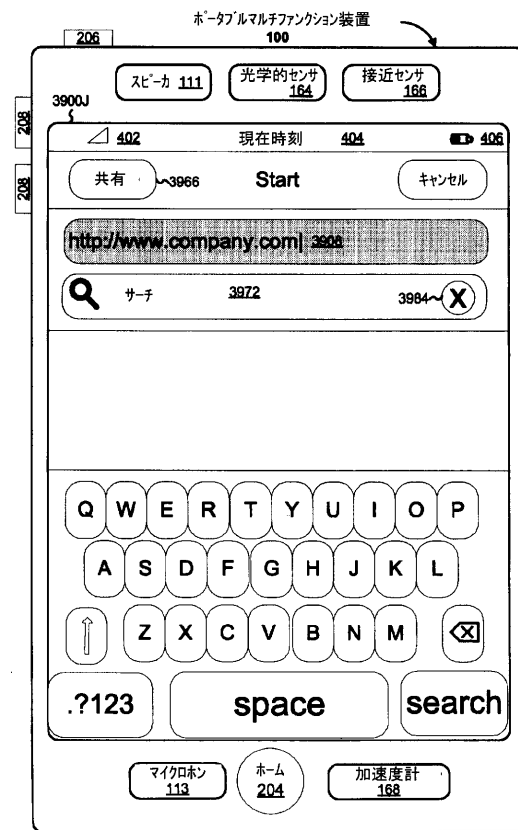 ポータブルマルチファンクション装置
100
206
スピーカ 111
光学的センサ
164
接近センサ
166
3900J
208
208
402
現在時刻 404
406
共有
3966
Start
キャンセル
http://www.company.com| 3908
サーチ 3972
3984
X
Q W E R T Y U I O P
A S D F G H J K L
Z X C V B N M
.?123
space
search
マイクロホン
113
ホーム
204
加速度計
168